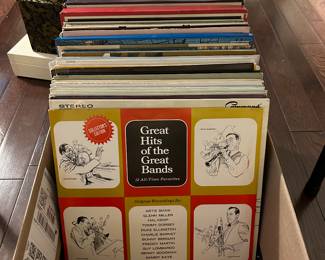 STEREO
Command
COLLECTOR'S
EDITION
Great
Hits of the
Great
Bands
12 All-Time Favorites
Original Recordings By:
ARTIE SHAW
GLENN MILLER
HAL KEMP
TOMMY DORSEY
DUKE ELLINGTON
CHARLIE BARNET
BUNNY BERIGAN
FREDDY MARTIN
GUY LOMBARDO
BENNY GOODMAN
SAMMY KAYE